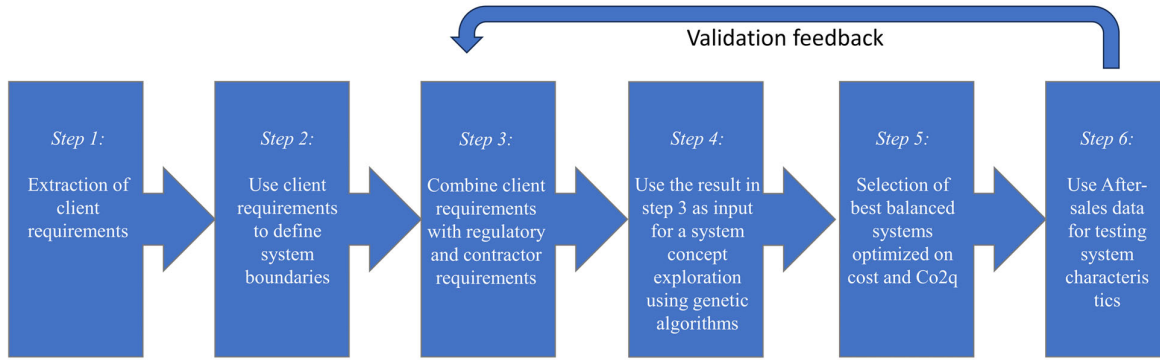 Validation feedback
Step 1:
Extraction of
client
requirements
Step 2:
Use client
requirements
to define
system
boundaries
Step 3:
Combine client
requirements
with regulatory
and contractor
requirements
Step 4:
Use the result in
step 3 as input
for a system
concept
exploration
using genetic
algorithms
Step 5:
Selection of
best balanced
systems
optimized on
cost and Co2q
Step 6:
Use After-
sales data
for testing
system
characteris
tics